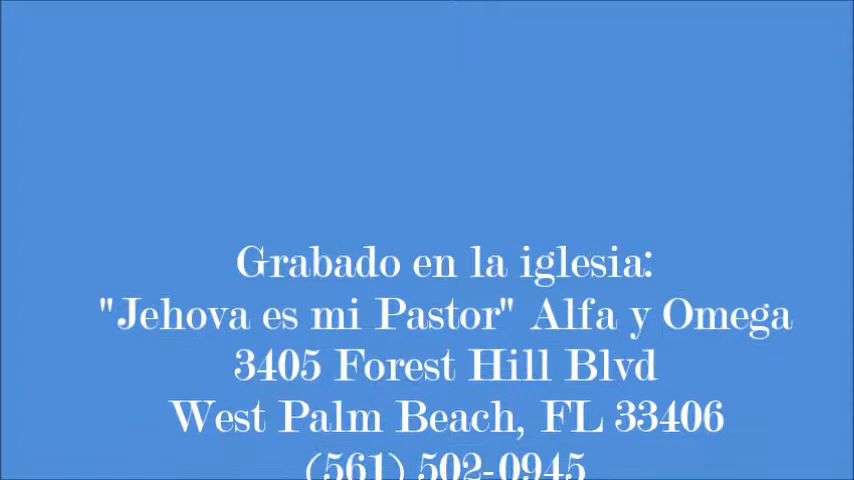 Grabado en la iglesia:
"Jehova es mi Pastor" Alfa y Omega
3405 Forest Hill Blvd
West Palm Beach, FL 33406
(561) 502-0945